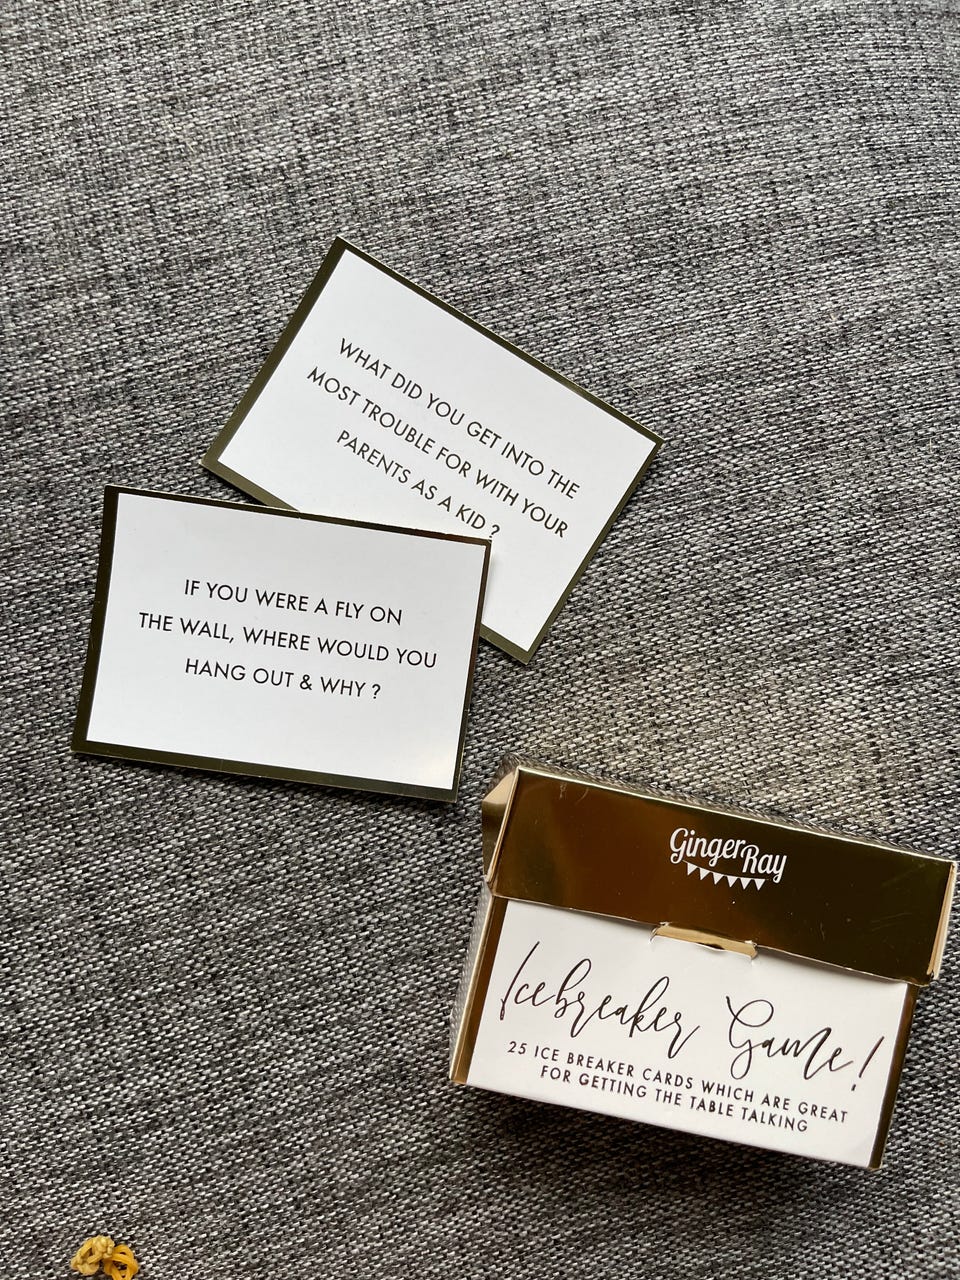 WHAT DID YOU GET INTO THE
MOST TROUBLE FOR WITH YOUR
PARENTS AS A KID ?
IF YOU WERE A FLY ON
THE WALL, WHERE WOULD YOU
HANG OUT & WHY ?
GingerRay
Icebreaker Game!
25 ICE BREAKER CARDS WHICH ARE GREAT
FOR GETTING THE TABLE TALKING